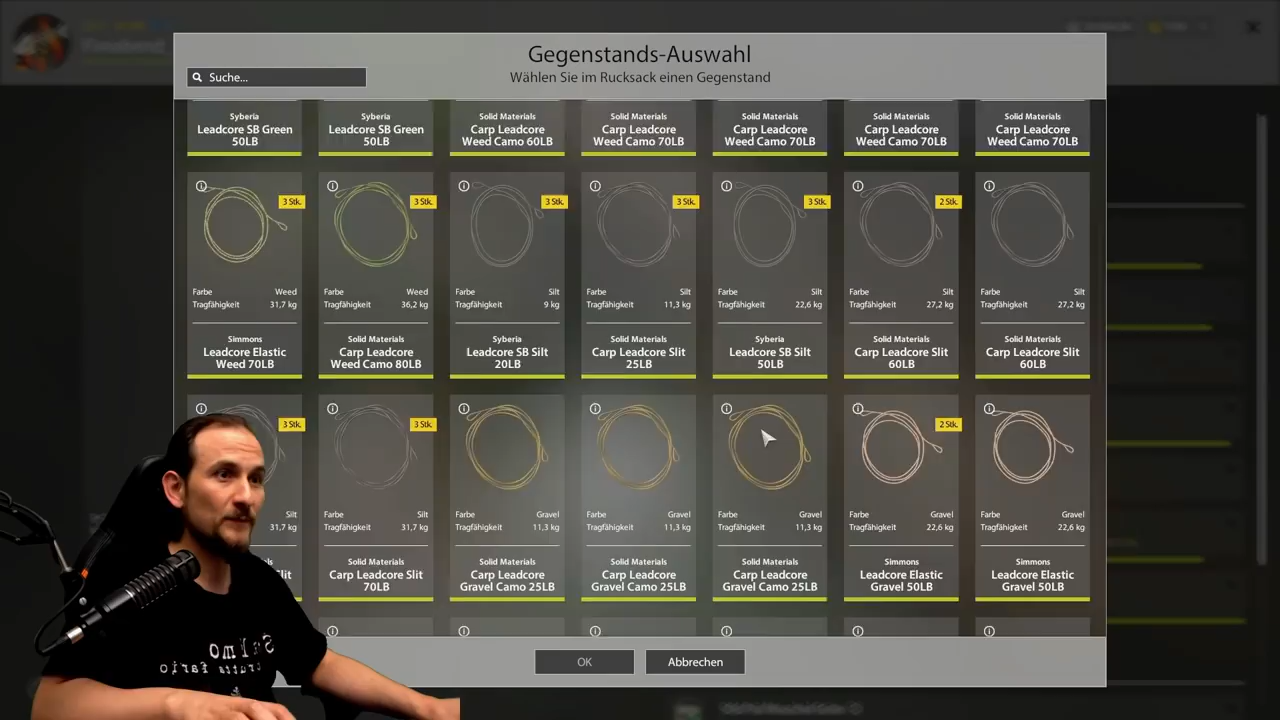 Gegenstands-Auswahl
Suche...
Wählen Sie im Rucksack einen Gegenstand
Syberia
Leadcore SB Green
50LB
Syberia
Leadcore SB Green
50LB
Solid Materials
Carp Leadcore
Weed Camo 60LB
Solid Materials
Carp Leadcore
Weed Camo 70LB
Solid Materials
Carp Leadcore
Weed Camo 70LB
Solid Materials
Carp Leadcore
Weed Camo 70LB
Solid Materials
Carp Leadcore
Weed Camo 70LB
3 Stk.
Farbe Weed
Tragfähigkeit 31,7 kg
Simmons
Leadcore Elastic
Weed 70LB
3 Stk.
Farbe Weed
Tragfähigkeit 36,2 kg
Solid Materials
Carp Leadcore
Weed Camo 80LB
3 Stk.
Farbe Silt
Tragfähigkeit 9 kg
Syberia
Leadcore SB Silt
20LB
3 Stk.
Farbe Silt
Tragfähigkeit 11,3 kg
Solid Materials
Carp Leadcore Slit
25LB
3 Stk.
Farbe Silt
Tragfähigkeit 22,6 kg
Syberia
Leadcore SB Silt
50LB
2 Stk.
Farbe Silt
Tragfähigkeit 27,2 kg
Solid Materials
Carp Leadcore Slit
60LB
Farbe Silt
Tragfähigkeit 27,2 kg
Solid Materials
Carp Leadcore Slit
60LB
3 Stk.
Silt
31,7 kg
3 Stk.
Farbe Silt
Tragfähigkeit 31,7 kg
Solid Materials
Carp Leadcore Slit
70LB
Farbe Gravel
Tragfähigkeit 11,3 kg
Solid Materials
Carp Leadcore
Gravel Camo 25LB
Farbe Gravel
Tragfähigkeit 11,3 kg
Solid Materials
Carp Leadcore
Gravel Camo 25LB
Farbe Gravel
Tragfähigkeit 11,3 kg
Solid Materials
Carp Leadcore
Gravel Camo 25LB
2 Stk.
Farbe Gravel
Tragfähigkeit 22,6 kg
Simmons
Leadcore Elastic
Gravel 50LB
Farbe Gravel
Tragfähigkeit 22,6 kg
Simmons
Leadcore Elastic
Gravel 50LB
OK
Abbrechen